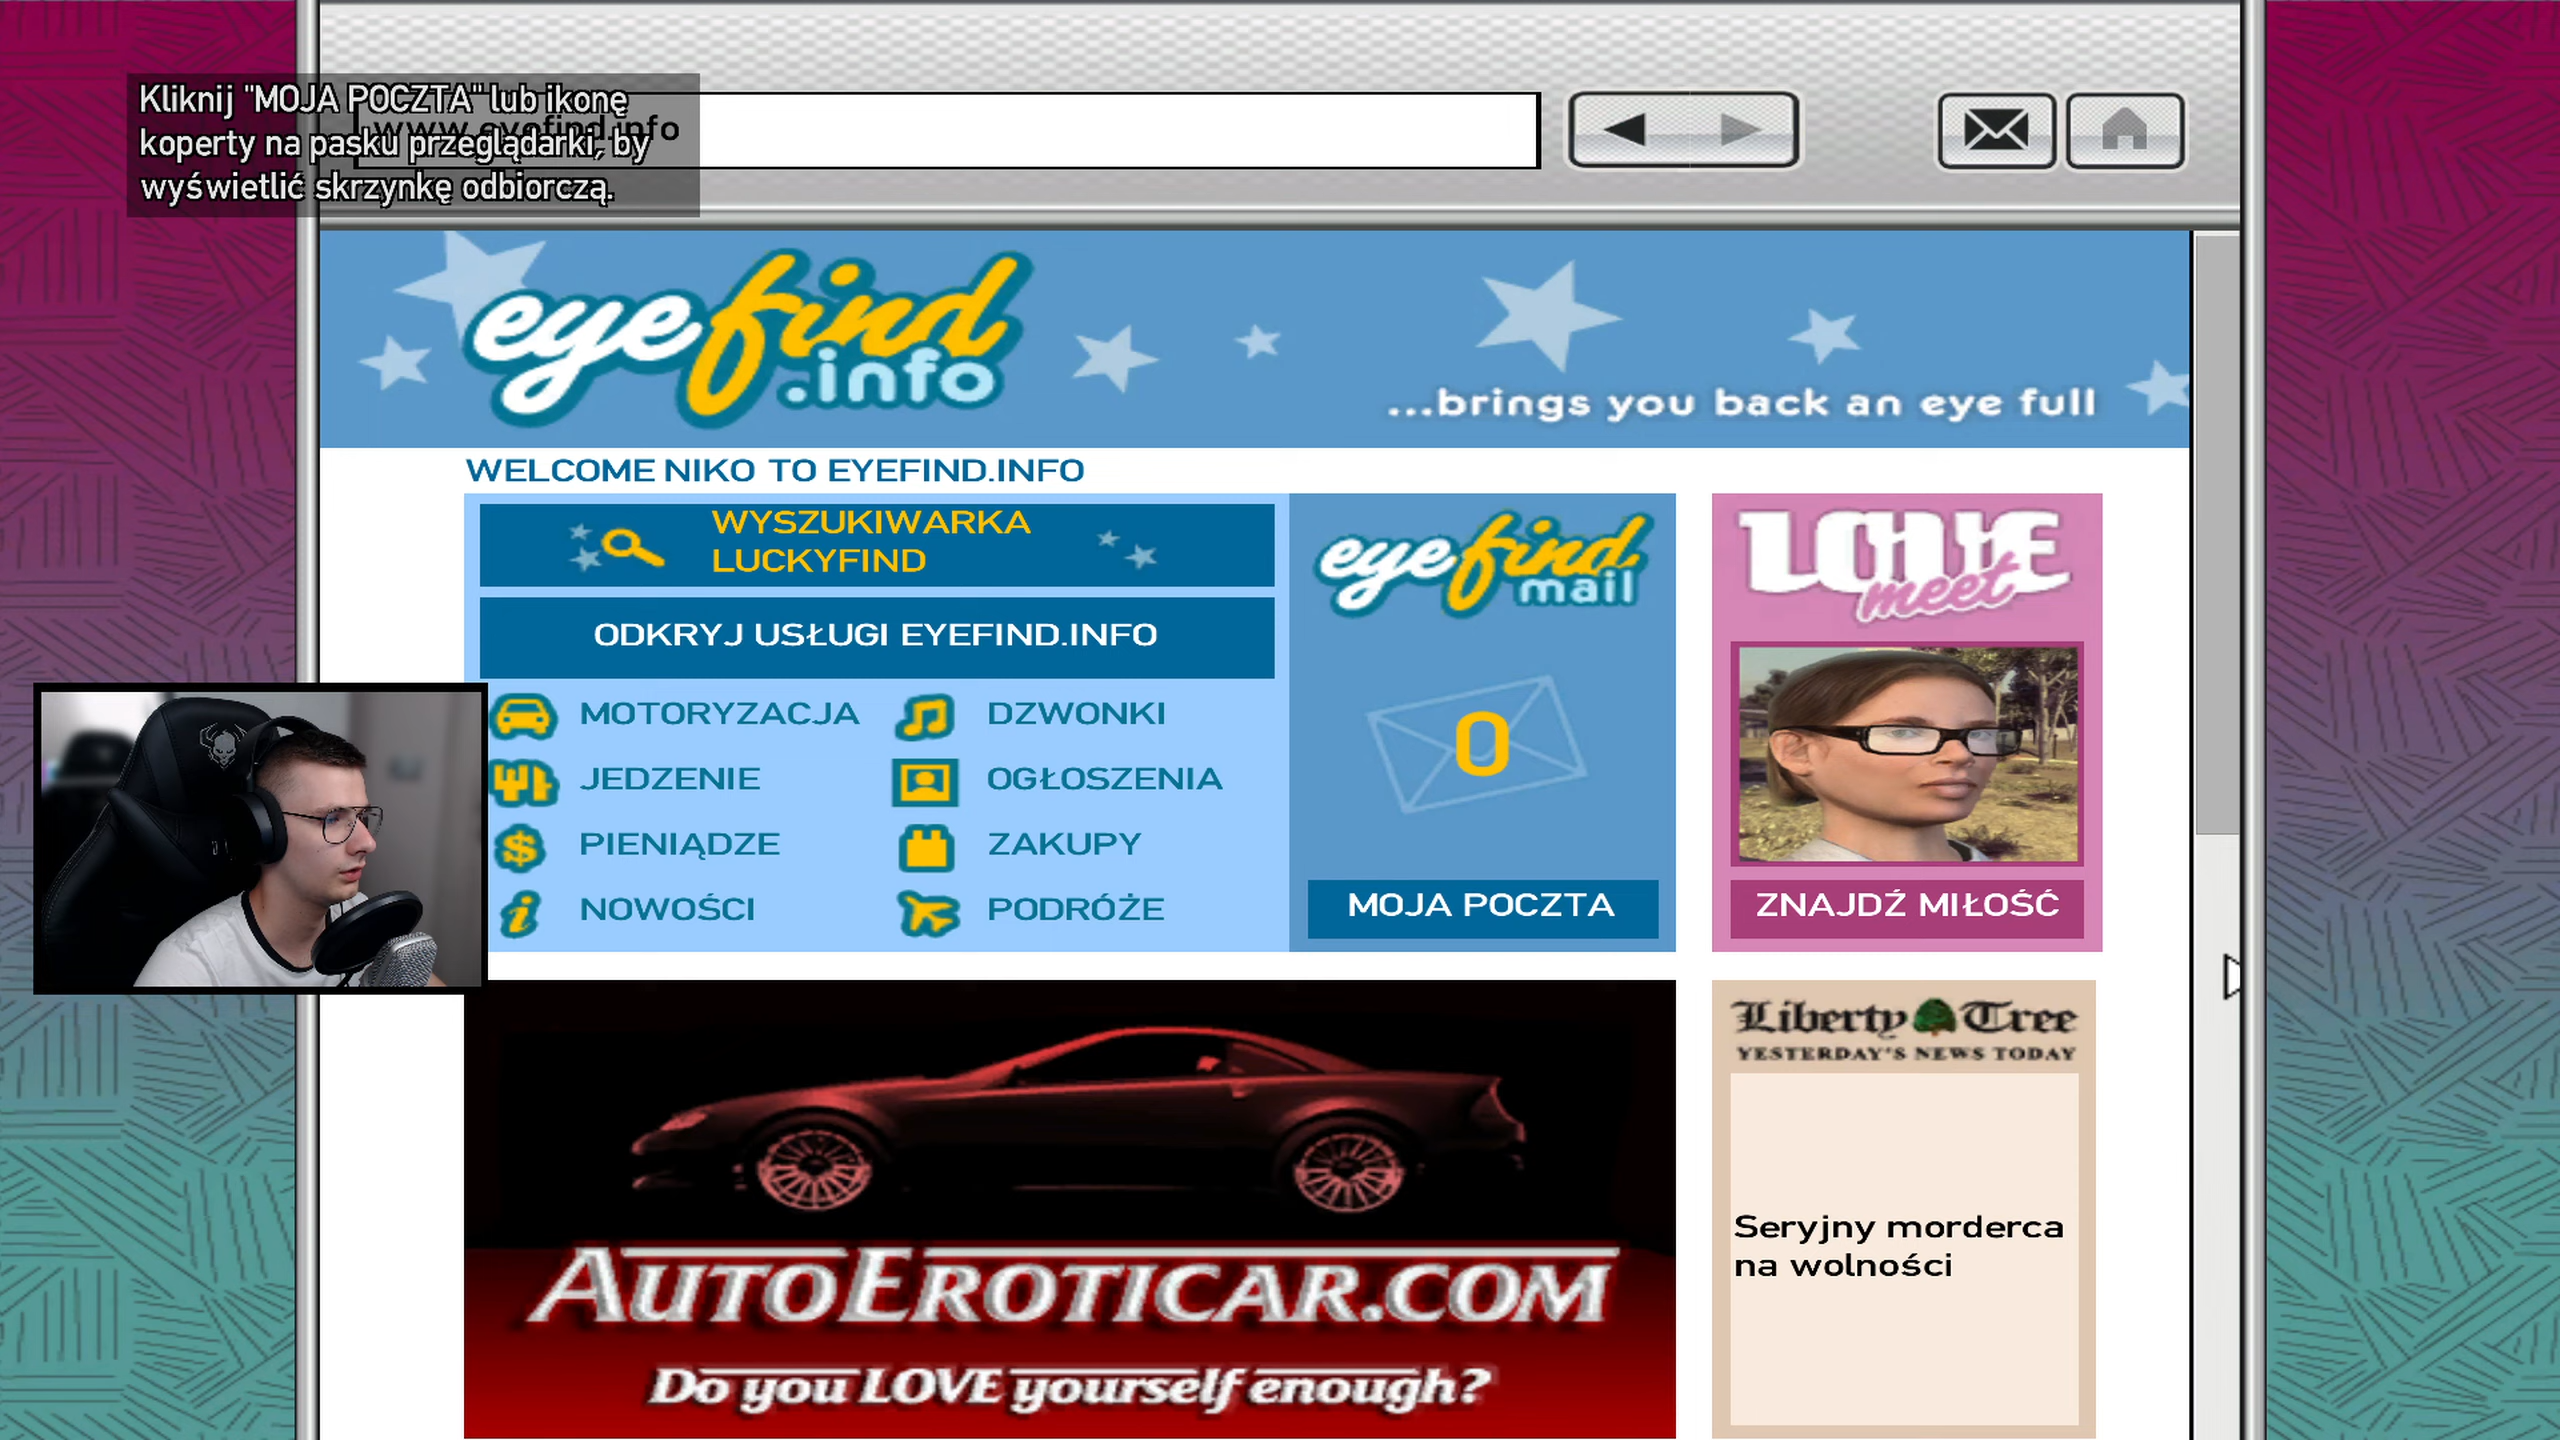 Kliknij "MOJA POCZTA" lub ikonę
koperty na pasku przeglądarki, by
wyświetlić skrzynkę odbiorczą.
www.eyefind.info
eyefind
.info
...brings you back an eye full
WELCOME NIKO TO EYEFIND.INFO
WYSZUKIWARKA
LUCKYFIND
ODKRYJ USŁUGI EYEFIND.INFO
MOTORYZACJA
DZWONKI
JEDZENIE
OGŁOSZENIA
PIENIĄDZE
ZAKUPY
NOWOŚCI
PODRÓŻE
eyefind
mail
0
MOJA POCZTA
LOVE
meet
ZNAJDŹ MIŁOŚĆ
AUTOEROTICAR.COM
Do you LOVE yourself enough?
Liberty Tree
YESTERDAY'S NEWS TODAY
Seryjny morderca
na wolności